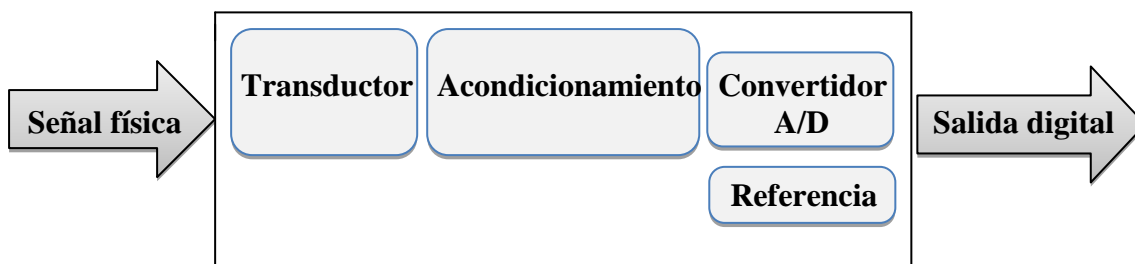 Señal física
Transductor
Acondicionamiento
Convertidor
A/D
Referencia
Salida digital